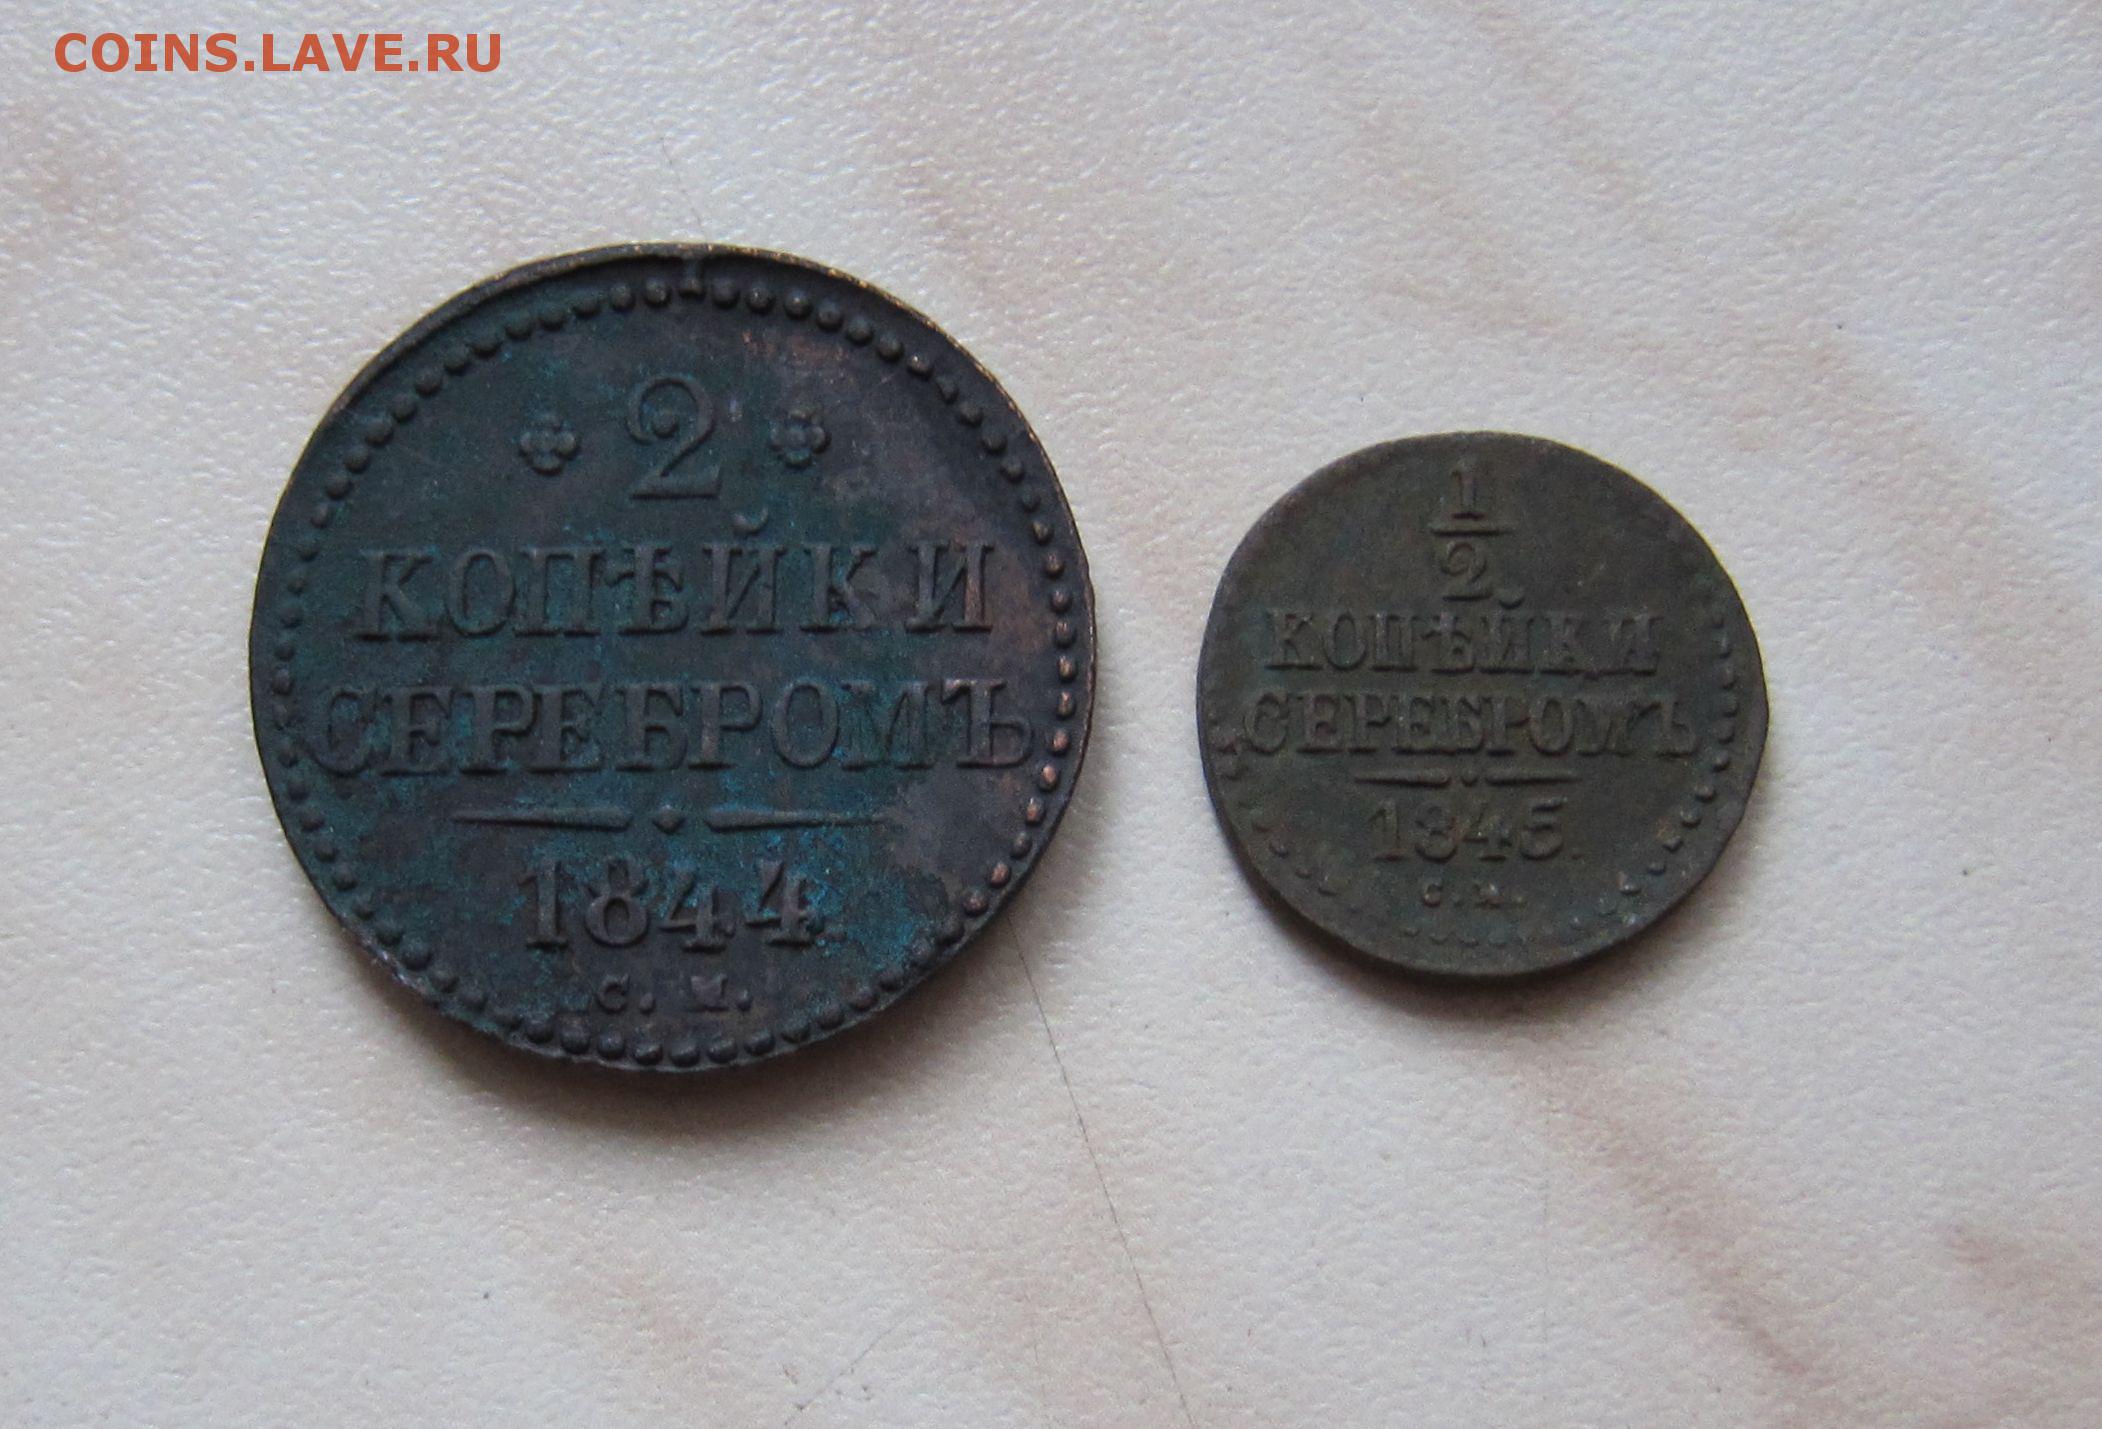 COINS.LAVE.RU
2
КОПѢЙКИ
СЕРЕБРОМЪ
1844.
С. М.
1
2.
КОПѢЙКИ
СЕРЕБРОМЪ
1845.
С. М.